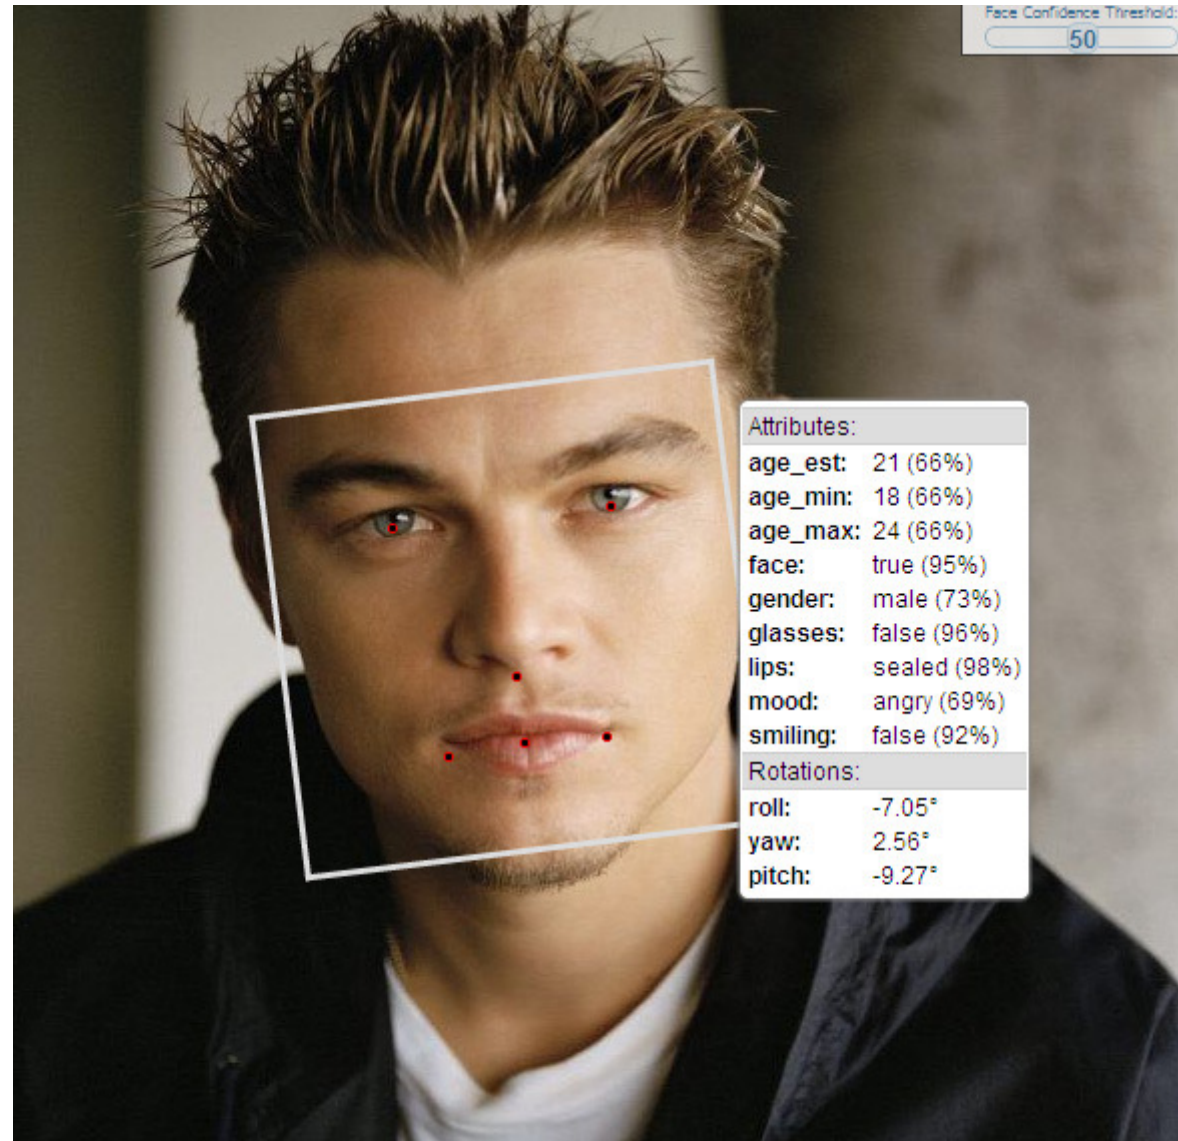 Face Confidence Threshold:
50
Attributes:
age_est: 21 (66%)
age_min: 18 (66%)
age_max: 24 (66%)
face: true (95%)
gender: male (73%)
glasses: false (96%)
lips: sealed (98%)
mood: angry (69%)
smiling: false (92%)
Rotations:
roll: -7.05°
yaw: 2.56°
pitch: -9.27°